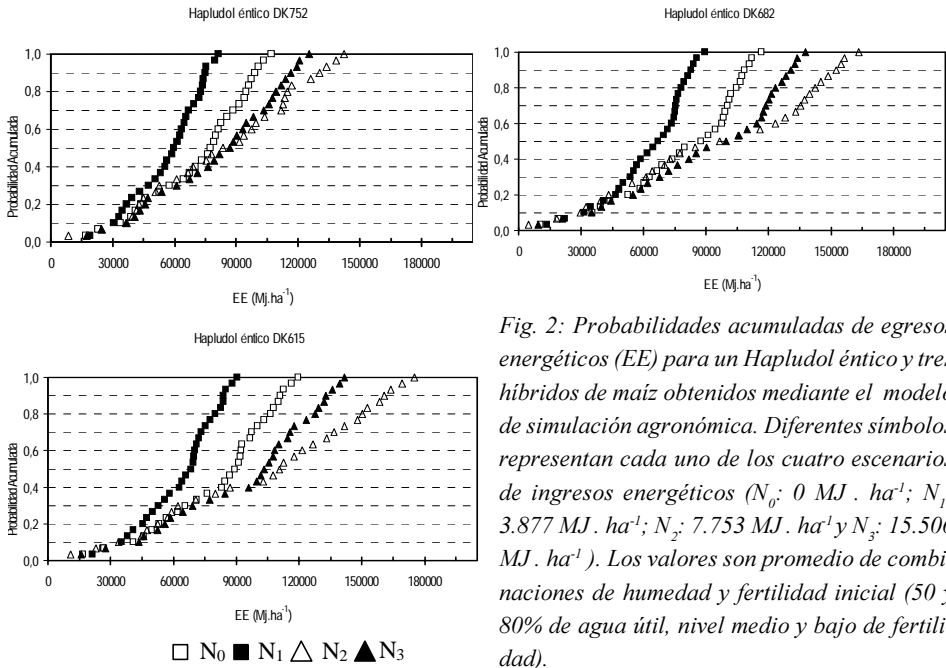 Hapludol éntico DK752
Probabilidad Acumulada
1,0
0,8
0,6
0,4
0,2
0,0
0 30000 60000 90000 120000 150000 180000
EE (Mj.ha-1)
Hapludol éntico DK682
Probabilidad Acumulada
1,0
0,8
0,6
0,4
0,2
0,0
0 30000 60000 90000 120000 150000 180000
EE (Mj.ha-1)
Hapludol éntico DK615
Probabilidad Acumulada
1,0
0,8
0,6
0,4
0,2
0,0
0 30000 60000 90000 120000 150000 180000
EE (Mj.ha-1)
N0 N1 N2 N3
Fig. 2: Probabilidades acumuladas de egresos
energéticos (EE) para un Hapludol éntico y tres
híbridos de maíz obtenidos mediante el modelo
de simulación agronómica. Diferentes símbolos
representan cada uno de los cuatro escenarios
de ingresos energéticos (N0: 0 MJ . ha-1; N1
3.877 MJ . ha-1; N2: 7.753 MJ . ha-1 y N3: 15.506
MJ . ha-1 ). Los valores son promedio de combi
naciones de humedad y fertilidad inicial (50 y
80% de agua útil, nivel medio y bajo de fertili
dad).